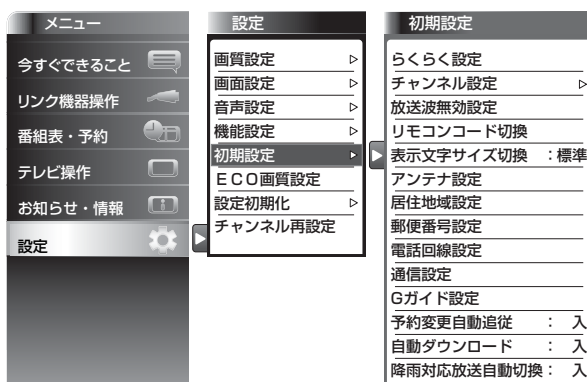 メニュー
今すぐできること
リンク機器操作
番組表・予約
テレビ操作
お知らせ・情報
設定
設定
画質設定
画面設定
音声設定
機能設定
初期設定
ECO画質設定
設定初期化
チャンネル再設定
初期設定
らくらく設定
チャンネル設定
放送波無効設定
リモコンコード切換
表示文字サイズ切換 :標準
アンテナ設定
居住地域設定
郵便番号設定
電話回線設定
通信設定
Gガイド設定
予約変更自動追従 : 入
自動ダウンロード : 入
降雨対応放送自動切換: 入